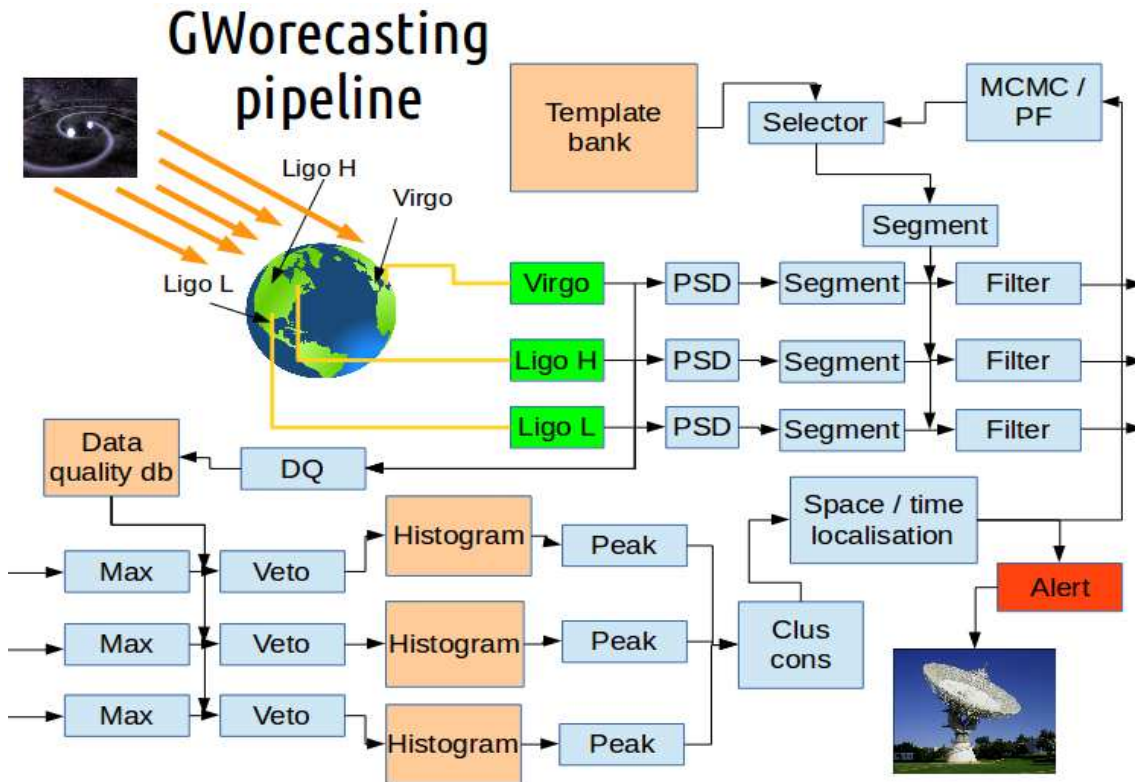 GWorecasting
pipeline
Ligo H
Virgo
Ligo L
Template
bank
Selector
MCMC /
PF
Segment
Virgo
PSD
Segment
Filter
Ligo H
PSD
Segment
Filter
Ligo L
PSD
Segment
Filter
Data
quality db
DQ
Space / time
localisation
Max
Veto
Histogram
Peak
Alert
Max
Veto
Histogram
Peak
Clus
cons
Max
Veto
Histogram
Peak